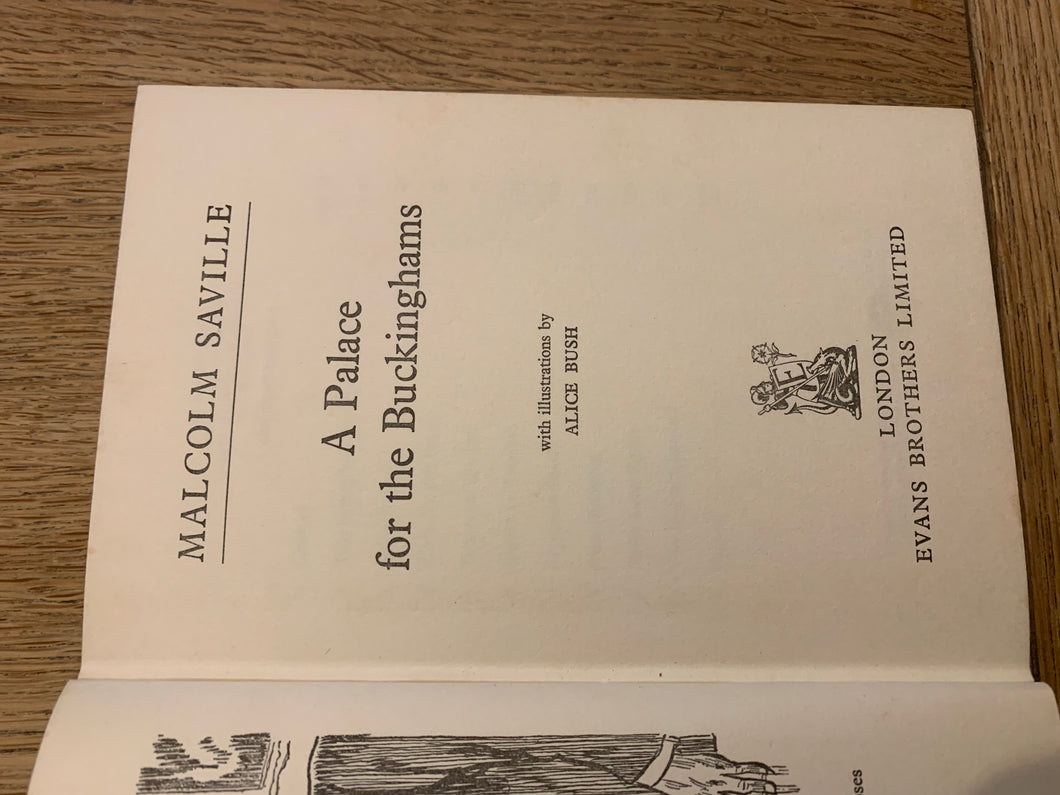 MALCOLM SAVILLE
A Palace
for the Buckinghams
with illustrations by
ALICE BUSH
E
LONDON
EVANS BROTHERS LIMITED